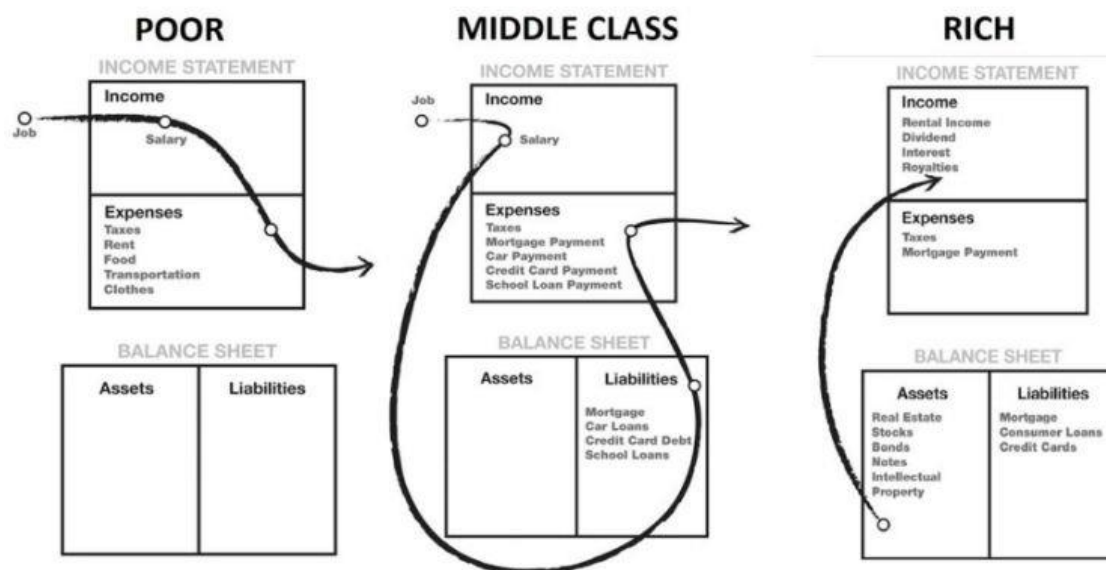 POOR
INCOME STATEMENT
Income
Job
Salary
Expenses
Taxes
Rent
Food
Transportation
Clothes
BALANCE SHEET
Assets
Liabilities
MIDDLE CLASS
INCOME STATEMENT
Job
Income
Salary
Expenses
Taxes
Mortgage Payment
Car Payment
Credit Card Payment
School Loan Payment
BALANCE SHEET
Assets
Liabilities
Mortgage
Car Loans
Credit Card Debt
School Loans
RICH
INCOME STATEMENT
Income
Rental Income
Dividend
Interest
Royalties
Expenses
Taxes
Mortgage Payment
BALANCE SHEET
Assets
Real Estate
Stocks
Bonds
Notes
Intellectual
Property
Liabilities
Mortgage
Consumer Loans
Credit Cards